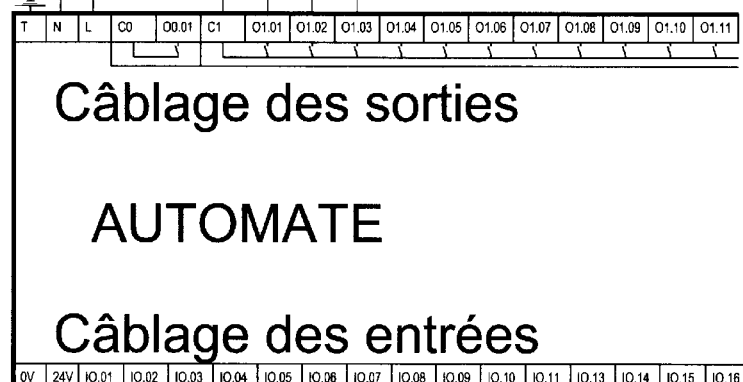 T N L C0 O0.01 C1 O1.01 O1.02 O1.03 O1.04 O1.05 O1.06 O1.07 O1.08 O1.09 O1.10 O1.11
Câblage des sorties
AUTOMATE
Câblage des entrées
0V 24V I0.01 I0.02 I0.03 I0.04 I0.05 I0.06 I0.07 I0.08 I0.09 I0.10 I0.11 I0.13 I0.14 I0.15 I0.16